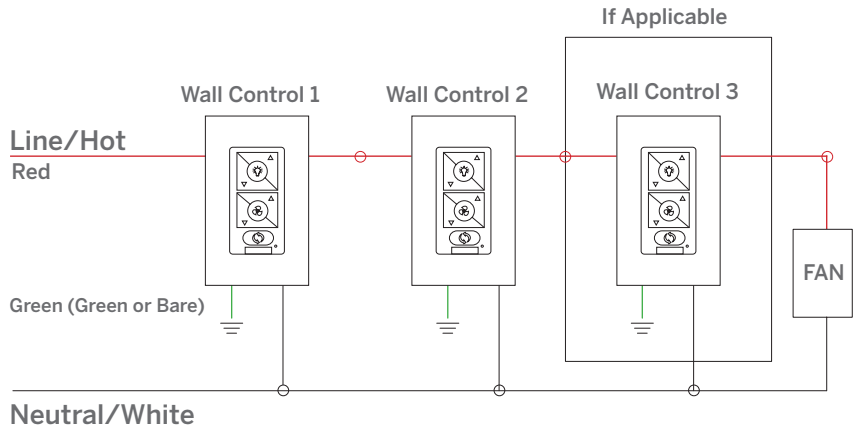 If Applicable
Wall Control 1
Wall Control 2
Wall Control 3
Line/Hot
Red
FAN
Green (Green or Bare)
Neutral/White